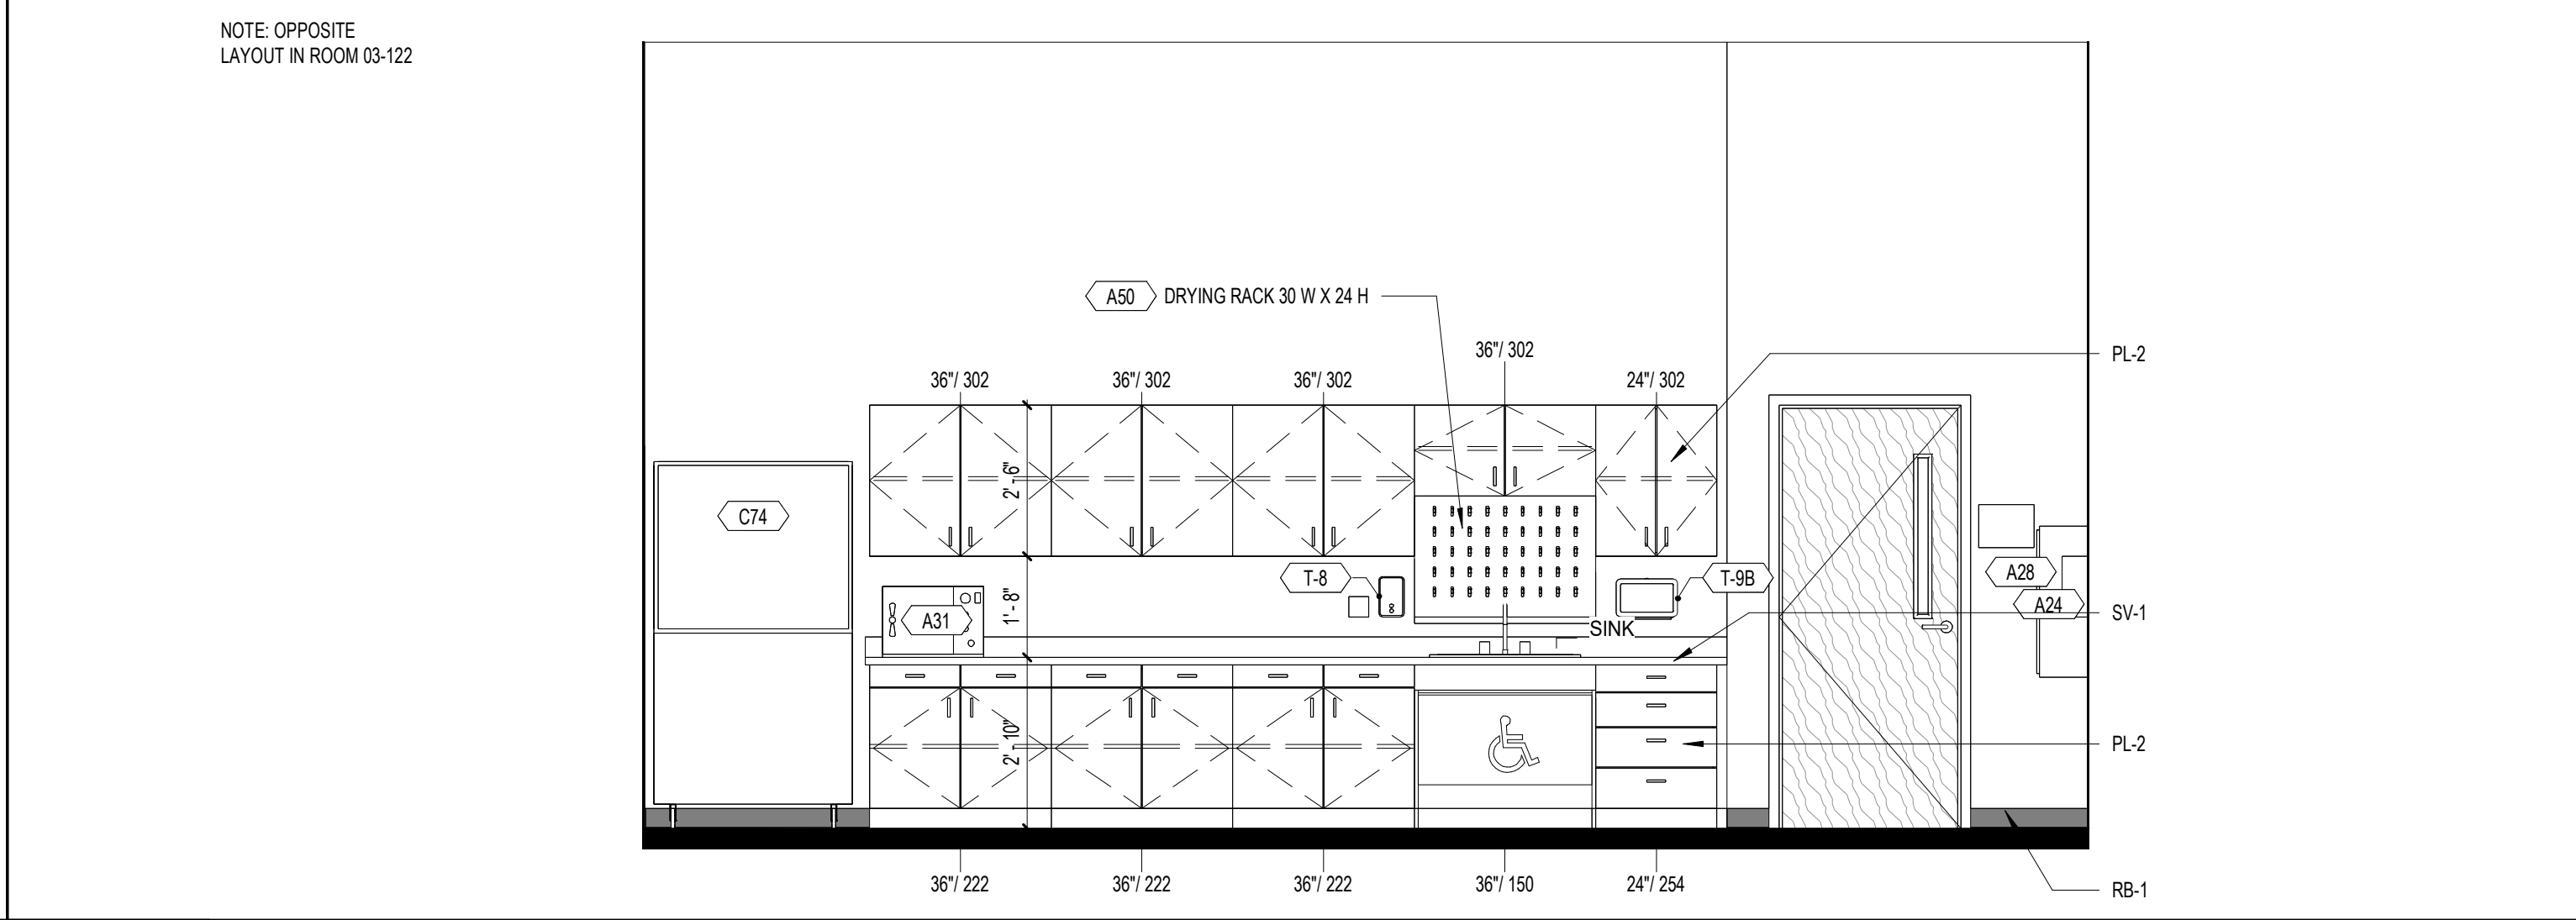 NOTE: OPPOSITE
LAYOUT IN ROOM 03-122
A50 DRYING RACK 30 W X 24 H
36"/ 302
PL-2
36"/ 302
36"/ 302
36"/ 302
24"/ 302
2' - 6"
C74
T-8
T-9B
A28
A24
1' - 8"
A31
SINK
SV-1
2' - 10"
PL-2
36"/ 222
36"/ 222
36"/ 222
36"/ 150
24"/ 254
RB-1